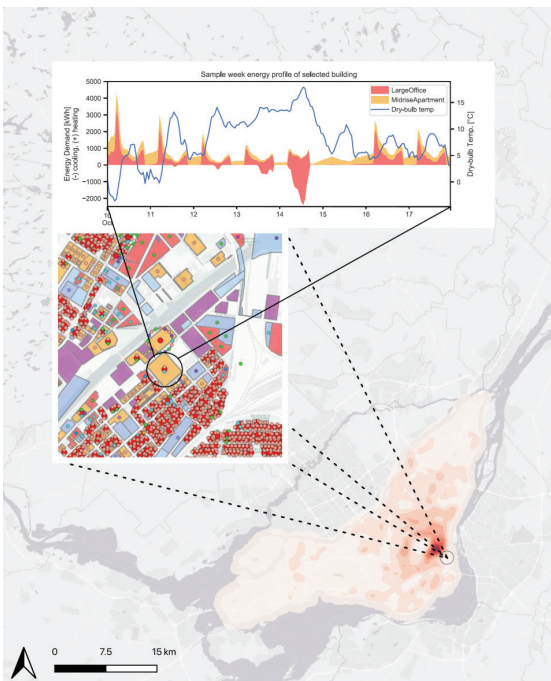 Sample week energy profile of selected building
5000
4000
3000
2000
1000
0
−1000
−2000
Energy Demand [kWh]
(-) cooling, (+) heating
LargeOffice
MidriseApartment
Dry-bulb temp
15
10
5
0
Dry-bulb Temp. [°C]
10
11
12
13
14
15
16
17
0
7.5
15 km